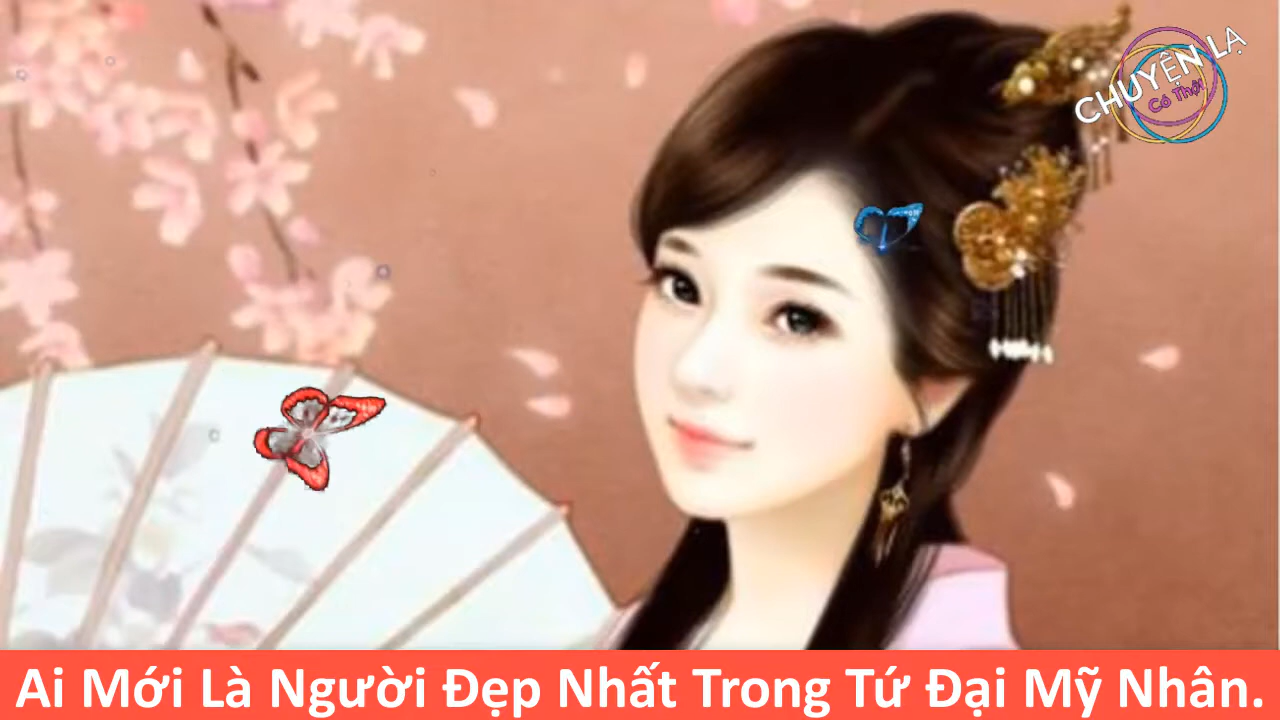 CHUYỆN LẠ
Có Thật
Ai Mới Là Người Đẹp Nhất Trong Tứ Đại Mỹ Nhân.